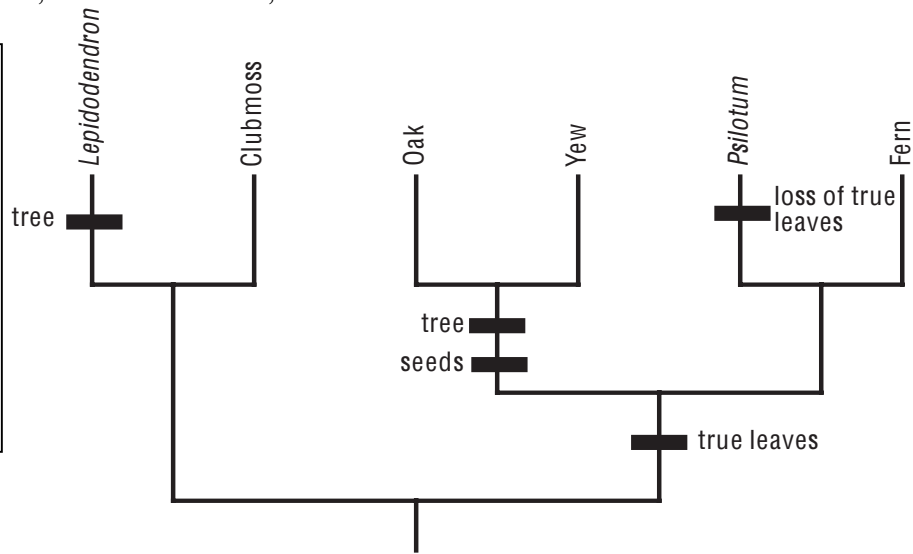 Lepidodendron
Clubmoss
Oak
Yew
Psilotum
Fern
tree
loss of true
leaves
tree
seeds
true leaves